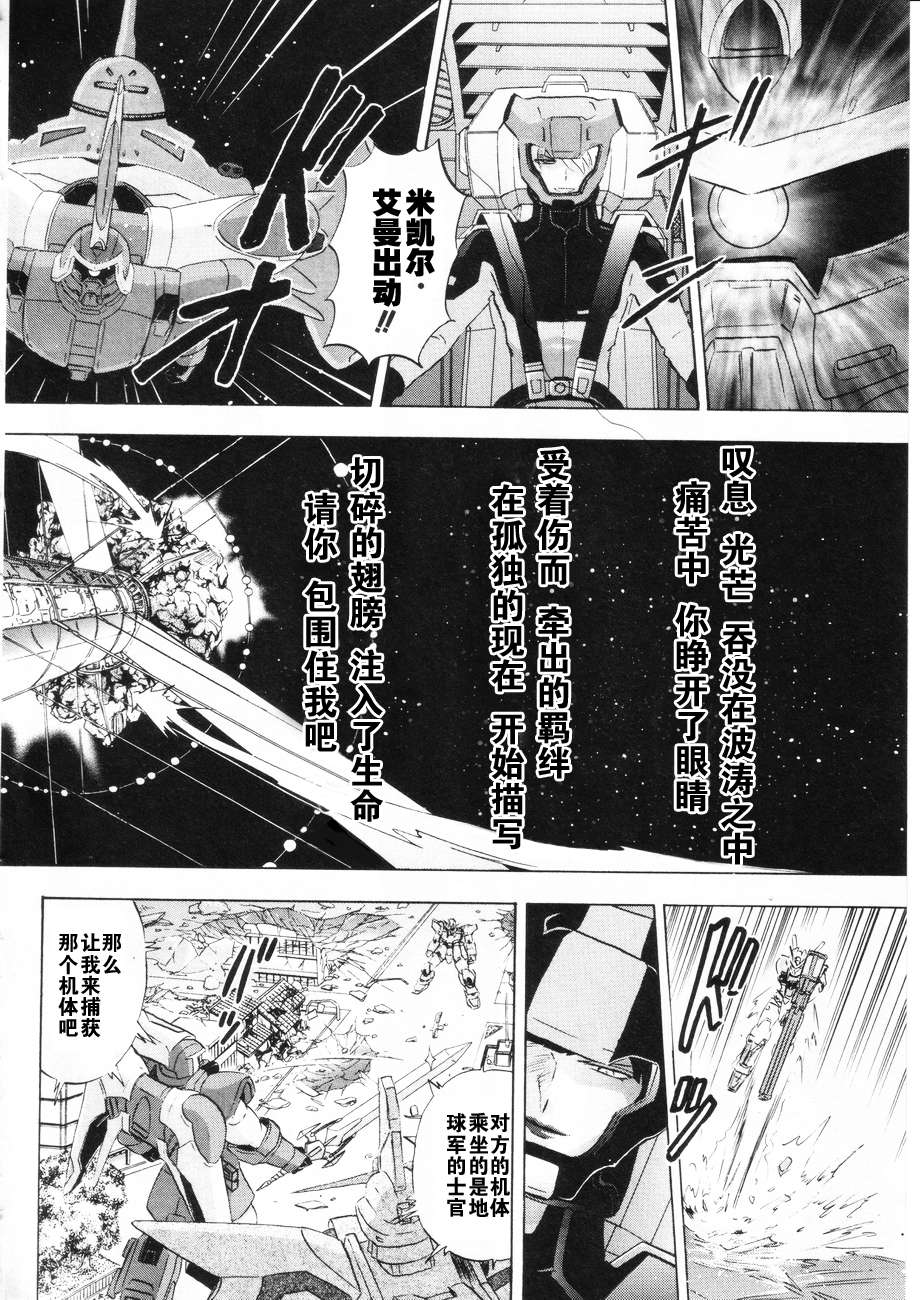 米凯尔·
艾曼出动!!
ドオオ
叹息 光芒 吞没在波涛之中
痛苦中 你睁开了眼睛
受着伤而 牵出的羁绊
在孤独的现在 开始描写
切碎的翅膀 注入了生命
请你 包围住我吧
对方的机体
乘坐的是地
球军的士官
那么
让我来捕获
那个机体吧